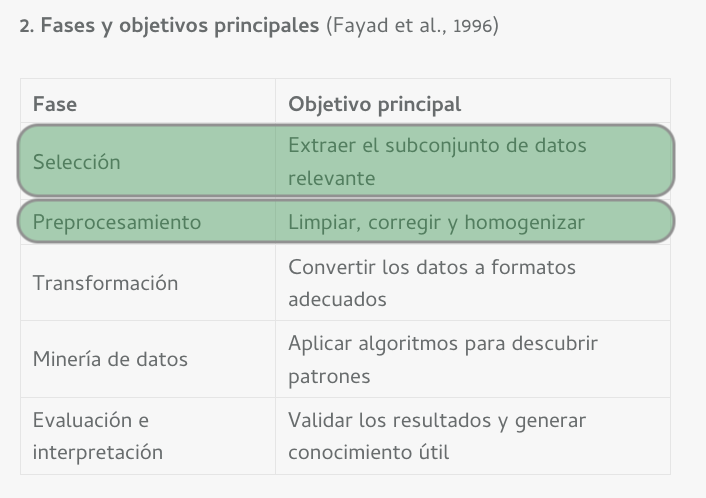 2. Fases y objetivos principales (Fayad et al., 1996)
Fase
Objetivo principal
Selección
Extraer el subconjunto de datos
relevante
Preprocesamiento
Limpiar, corregir y homogenizar
Transformación
Convertir los datos a formatos
adecuados
Minería de datos
Aplicar algoritmos para descubrir
patrones
Evaluación e
interpretación
Validar los resultados y generar
conocimiento útil